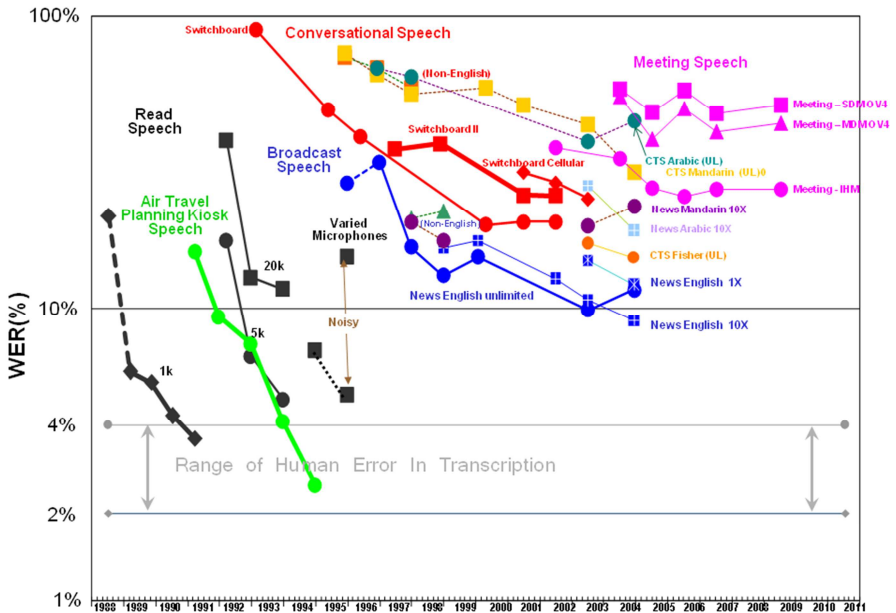 100%
Switchboard
Conversational Speech
(Non-English)
Meeting Speech
Read
Speech
Switchboard II
Meeting – SDMOV4
Meeting – MDMOV4
Broadcast
Speech
Switchboard Cellular
CTS Arabic (UL)
CTS Mandarin (UL)0
Meeting - IHM
Air Travel
Planning Kiosk
Speech
Varied
Microphones
(Non-English
News Mandarin 10X
News Arabic 10X
CTS Fisher (UL)
20k
News English unlimited
News English 1X
10%
Noisy
5k
News English 10X
WER(%)
1k
4%
Range of Human Error In Transcription
2%
1%
1988 1989 1990 1991 1992 1993 1994 1995 1996 1997 1998 1999 2000 2001 2002 2003 2004 2005 2006 2007 2008 2009 2010 2011